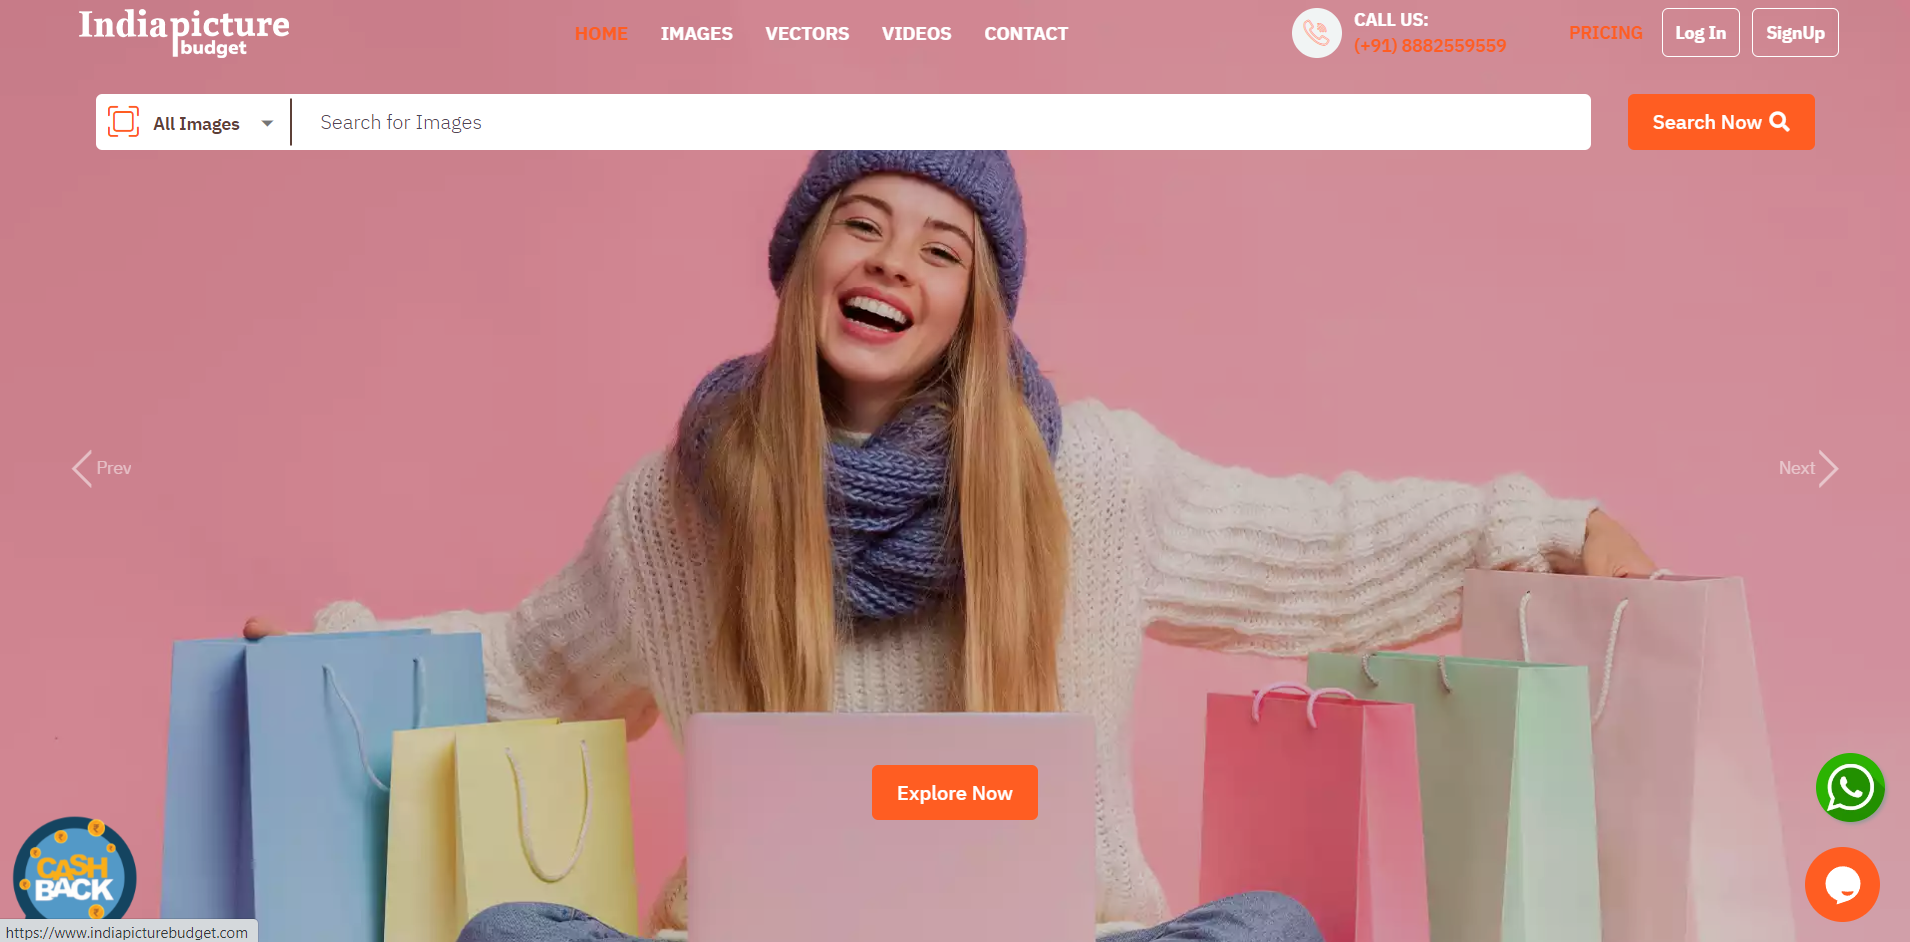 Indiapicture
budget
HOME IMAGES VECTORS VIDEOS CONTACT
CALL US:
(+91) 8882559559
PRICING Log In SignUp
All Images Search for Images
Search Now
Prev
Next
Explore Now
CASH
BACK
https://www.indiapicturebudget.com